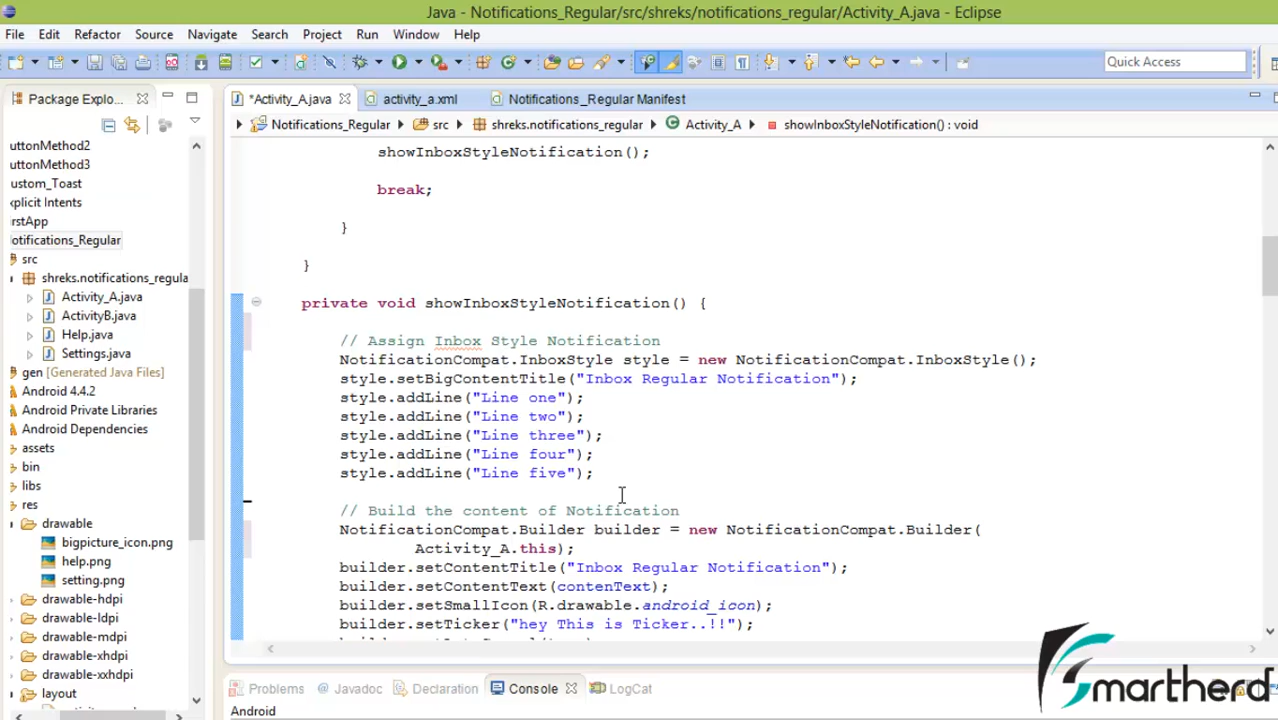 Java - Notifications_Regular/src/shreks/notifications_regular/Activity_A.java - Eclipse
File Edit Refactor Source Navigate Search Project Run Window Help
Quick Access
Package Explo...
*Activity_A.java activity_a.xml Notifications_Regular Manifest
Notifications_Regular src shreks.notifications_regular Activity_A showInboxStyleNotification() : void
uttonMethod2
uttonMethod3
ustom_Toast
xplicit Intents
rstApp
otifications_Regular
src
shreks.notifications_regula
Activity_A.java
ActivityB.java
Help.java
Settings.java
gen [Generated Java Files]
Android 4.4.2
Android Private Libraries
Android Dependencies
assets
bin
libs
res
drawable
bigpicture_icon.png
help.png
setting.png
drawable-hdpi
drawable-ldpi
drawable-mdpi
drawable-xhdpi
drawable-xxhdpi
layout
showInboxStyleNotification();
break;
}
}
private void showInboxStyleNotification() {
// Assign Inbox Style Notification
NotificationCompat.InboxStyle style = new NotificationCompat.InboxStyle();
style.setBigContentTitle("Inbox Regular Notification");
style.addLine("Line one");
style.addLine("Line two");
style.addLine("Line three");
style.addLine("Line four");
style.addLine("Line five");
// Build the content of Notification
NotificationCompat.Builder builder = new NotificationCompat.Builder(
Activity_A.this);
builder.setContentTitle("Inbox Regular Notification");
builder.setContentText(contenText);
builder.setSmallIcon(R.drawable.android_icon);
builder.setTicker("hey This is Ticker..!!");
Problems Javadoc Declaration Console LogCat
Android
Smartherd